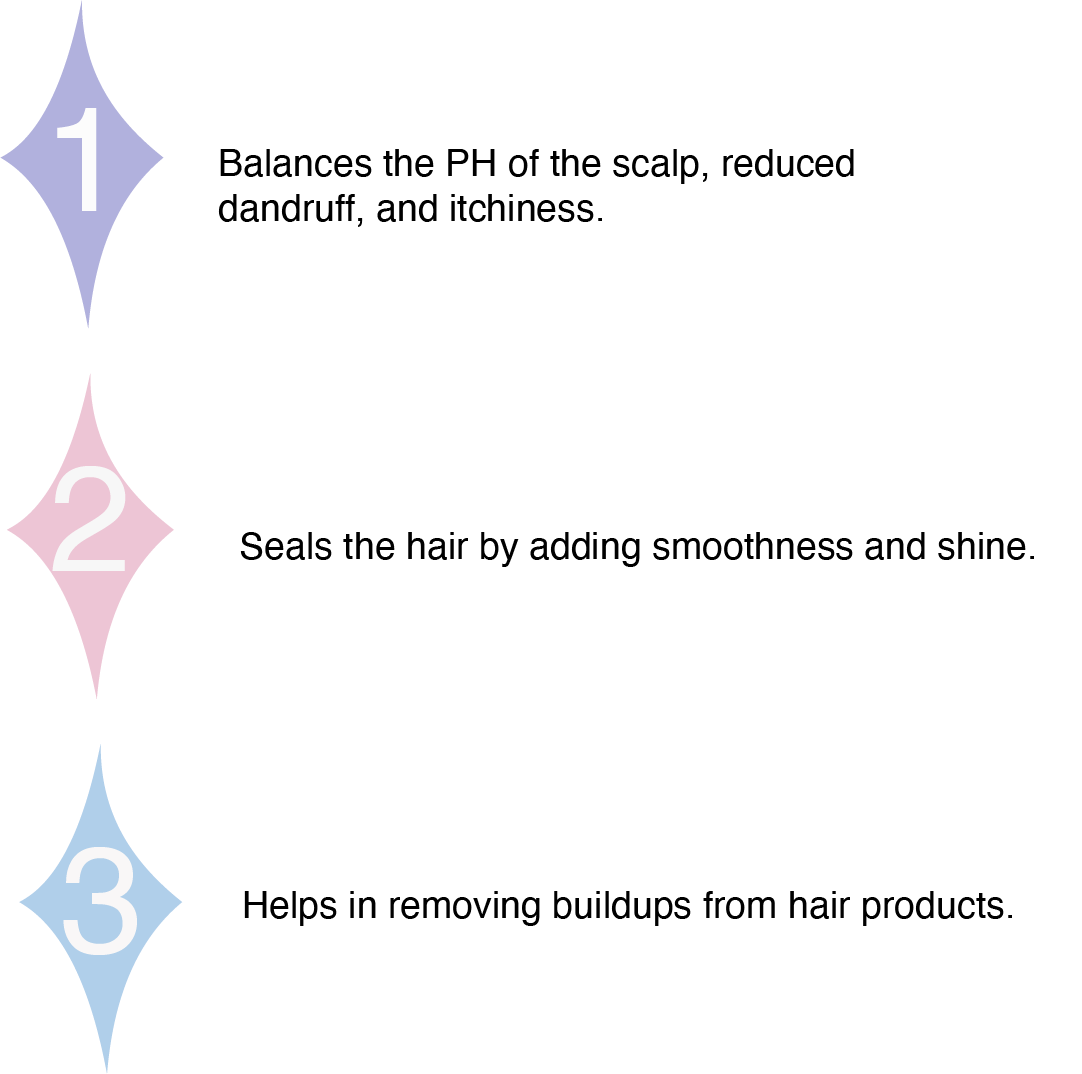 1
Balances the PH of the scalp, reduced
dandruff, and itchiness.
2
Seals the hair by adding smoothness and shine.
3
Helps in removing buildups from hair products.